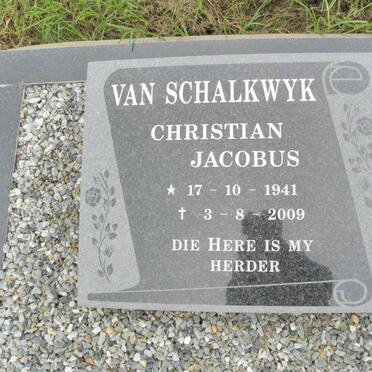 VAN SCHALKWYK
CHRISTIAN
JACOBUS
★ 17 - 10 - 1941
† 3 - 8 - 2009
DIE HERE IS MY
HERDER